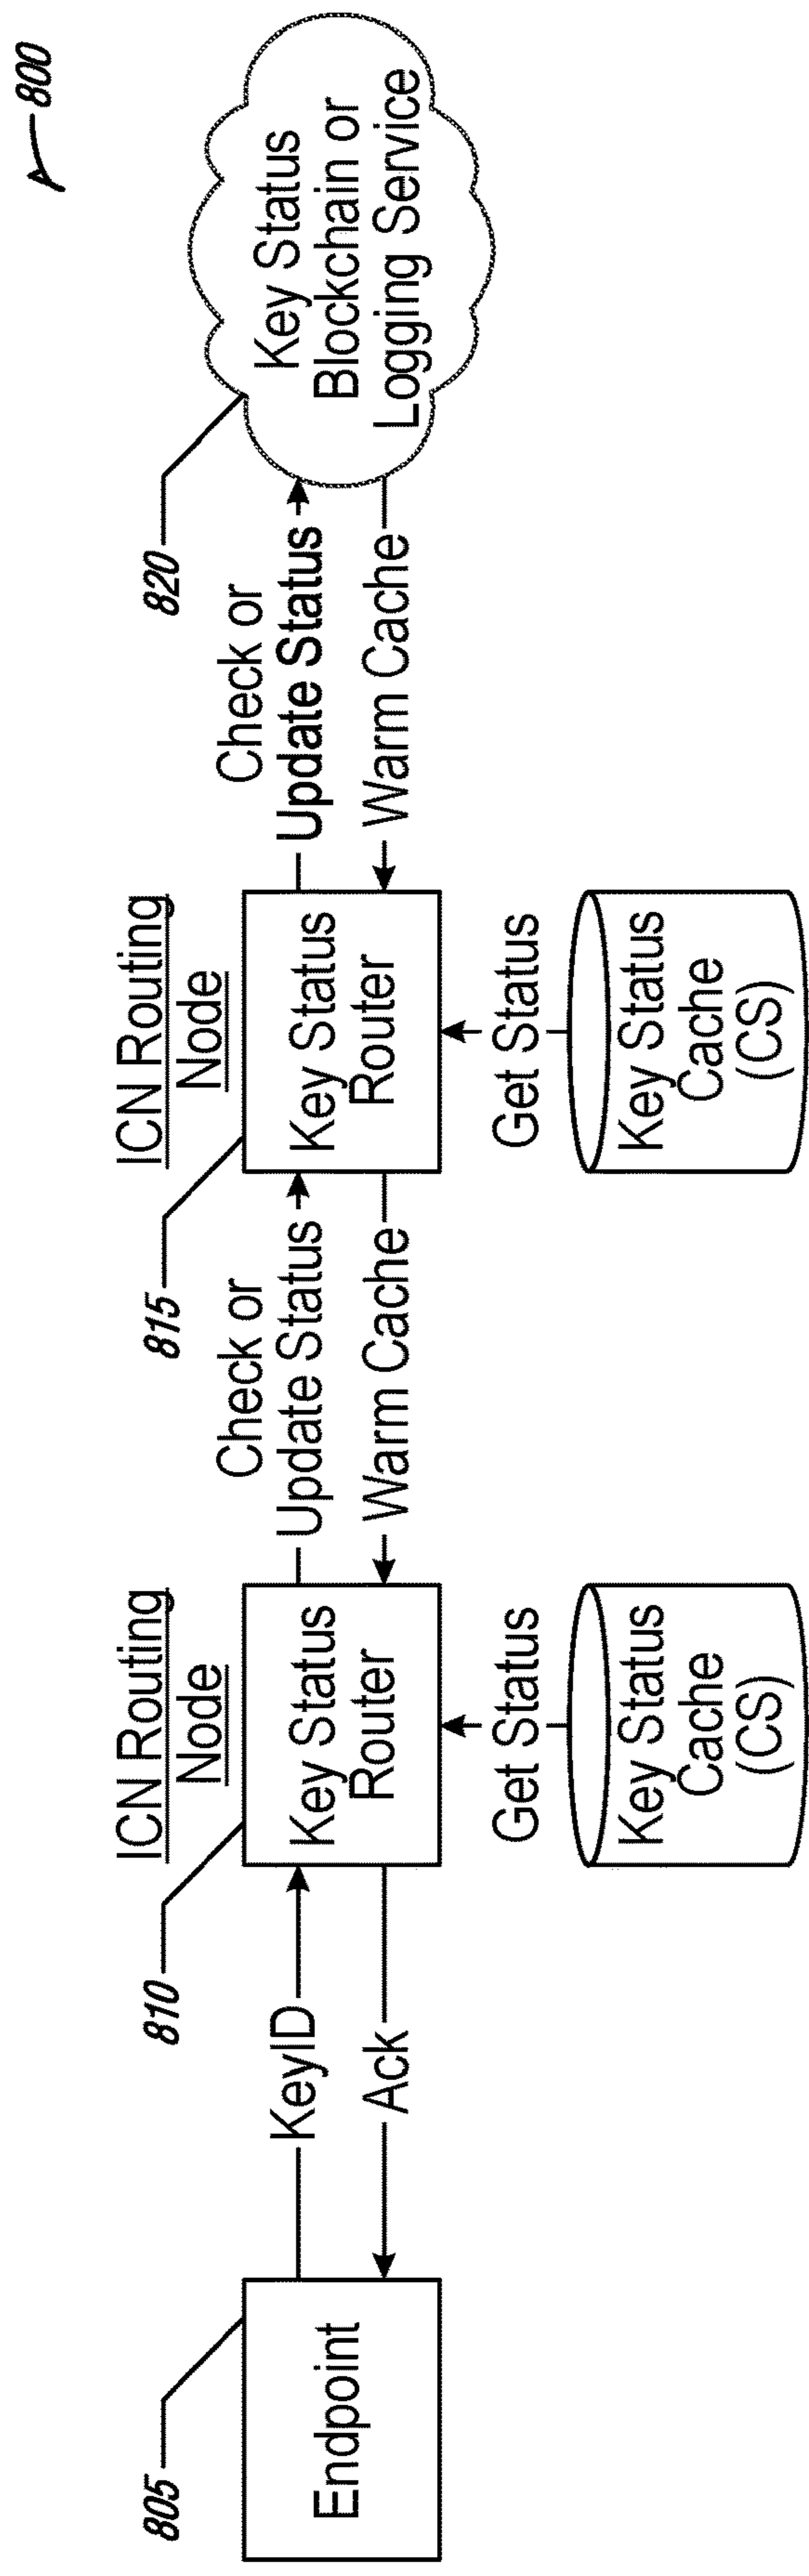 800
Endpoint
805
KeyID
Ack
ICN Routing
Node
810
Key Status
Router
Get Status
Key Status
Cache
(CS)
Check or
Update Status
Warm Cache
ICN Routing
Node
815
Key Status
Router
Get Status
Key Status
Cache
(CS)
Check or
Update Status
Warm Cache
820
Key Status
Blockchain or
Logging Service